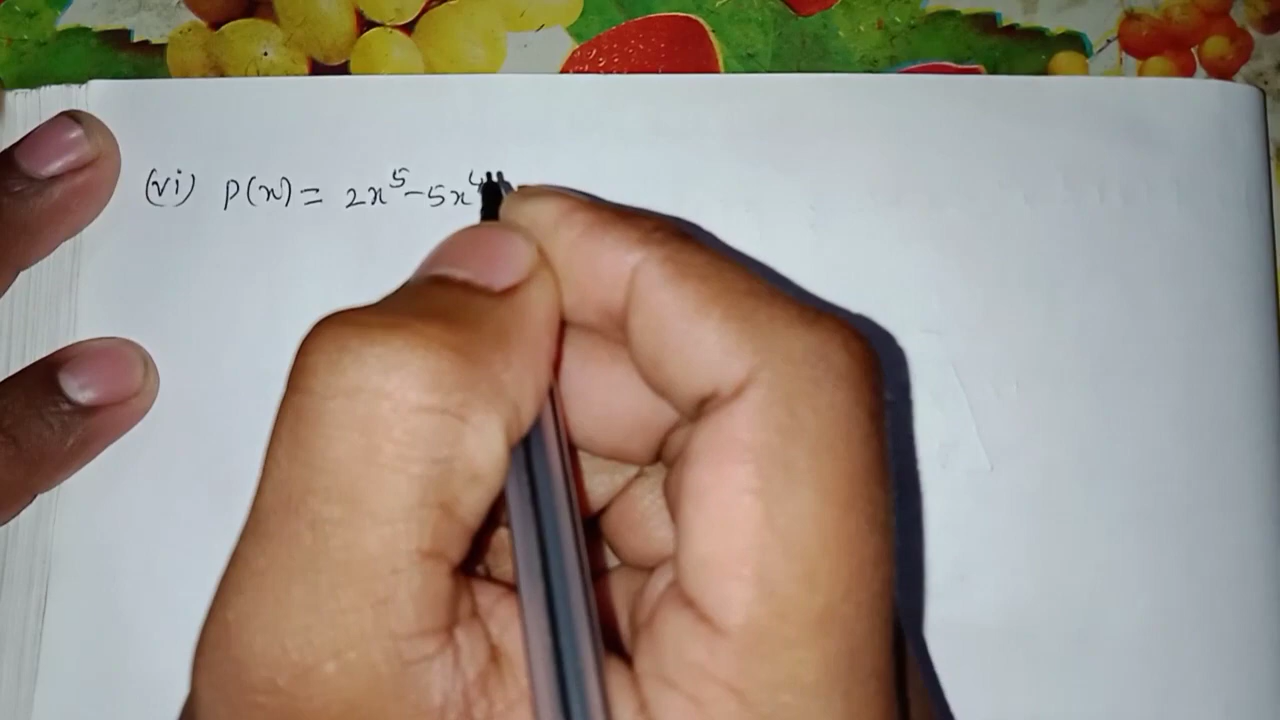 (vi) P(x) = 2x⁵-5x⁴